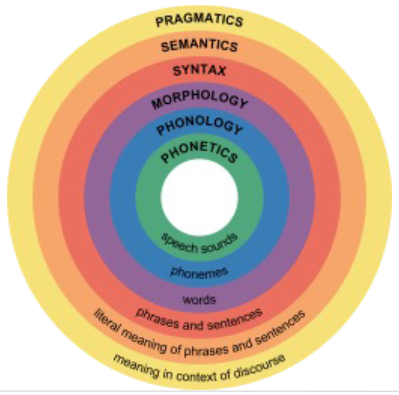 PRAGMATICS
SEMANTICS
SYNTAX
MORPHOLOGY
PHONOLOGY
PHONETICS
speech sounds
phonemes
words
phrases and sentences
literal meaning of phrases and sentences
meaning in context of discourse